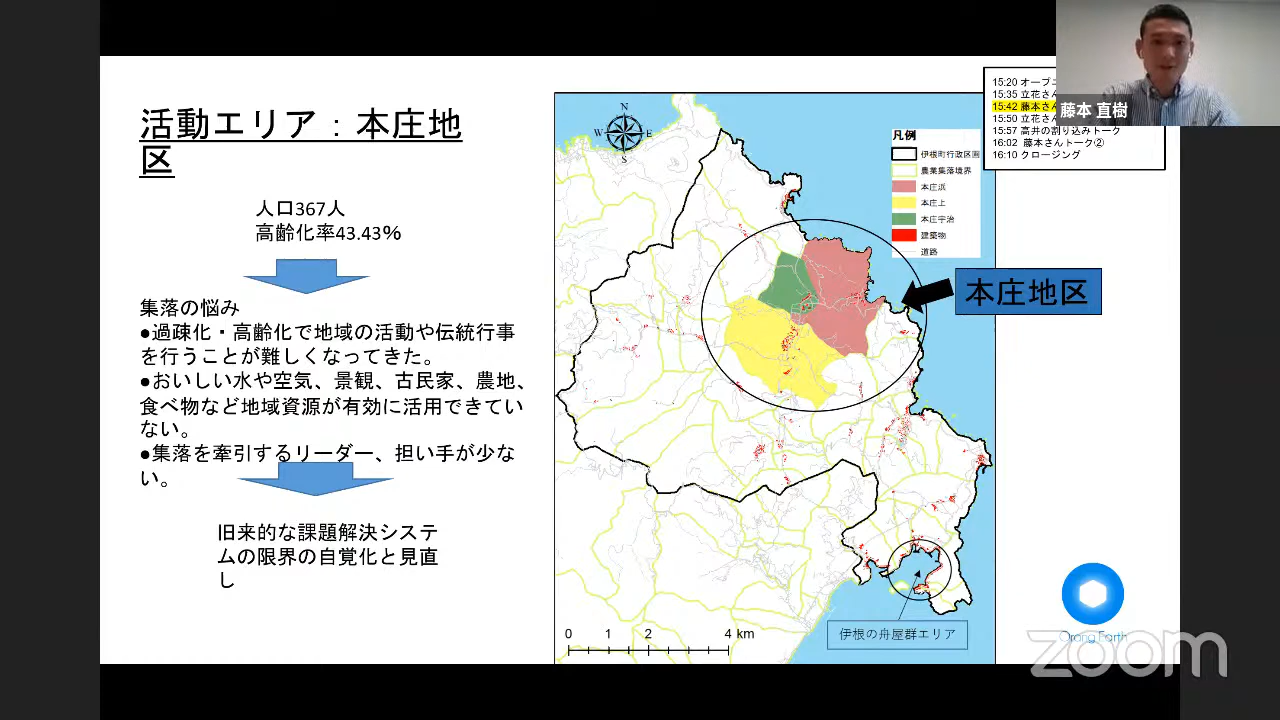 活動エリア：本庄地
区
人口367人
高齢化率43.43%
集落の悩み
●過疎化・高齢化で地域の活動や伝統行事
を行うことが難しくなってきた。
●おいしい水や空気、景観、古民家、農地、
食べ物など地域資源が有効に活用できてい
ない。
●集落を牽引するリーダー、担い手が少な
い。
旧来的な課題解決システ
ムの限界の自覚化と見直
し
N
W E
S
凡例
伊根町行政区画
農業集落境界
本庄浜
本庄上
本庄宇治
建築物
道路
本庄地区
伊根の舟屋群エリア
0 1 2 4 km
15:20 オープニ
15:35 立花さん
15:42 藤本さん
15:50 立花さん
15:57 高井の割り込みトーク
16:02 藤本さんトーク②
16:10 クロージング
藤本 直樹
Orang Earth
zoom